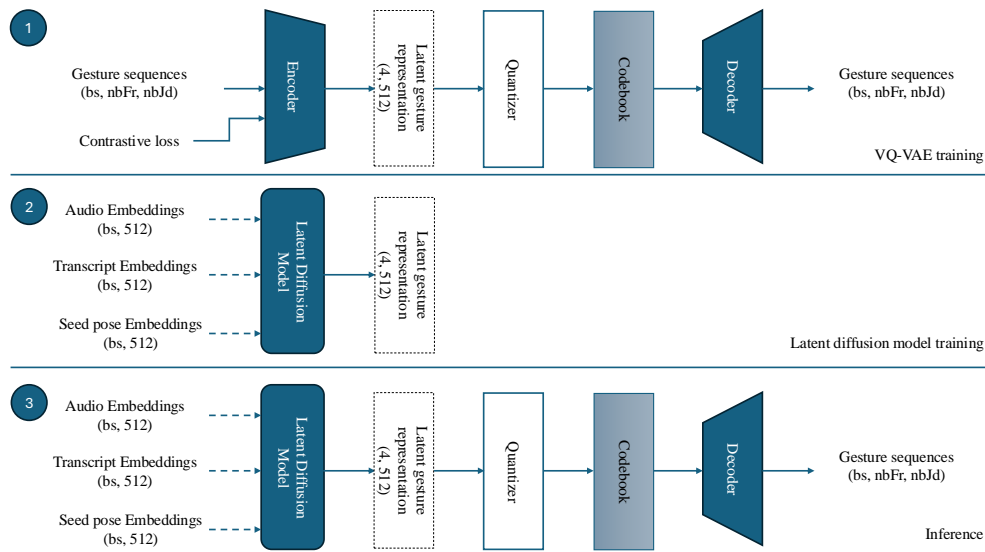 1
Gesture sequences
(bs, nbFr, nbJd)
Contrastive loss
Encoder
Latent gesture
representation
(4, 512)
Quantizer
Codebook
Decoder
Gesture sequences
(bs, nbFr, nbJd)
VQ-VAE training
2
Audio Embeddings
(bs, 512)
Transcript Embeddings
(bs, 512)
Seed pose Embeddings
(bs, 512)
Latent Diffusion
Model
Latent gesture
representation
(4, 512)
Latent diffusion model training
3
Audio Embeddings
(bs, 512)
Transcript Embeddings
(bs, 512)
Seed pose Embeddings
(bs, 512)
Latent Diffusion
Model
Latent gesture
representation
(4, 512)
Quantizer
Codebook
Decoder
Gesture sequences
(bs, nbFr, nbJd)
Inference